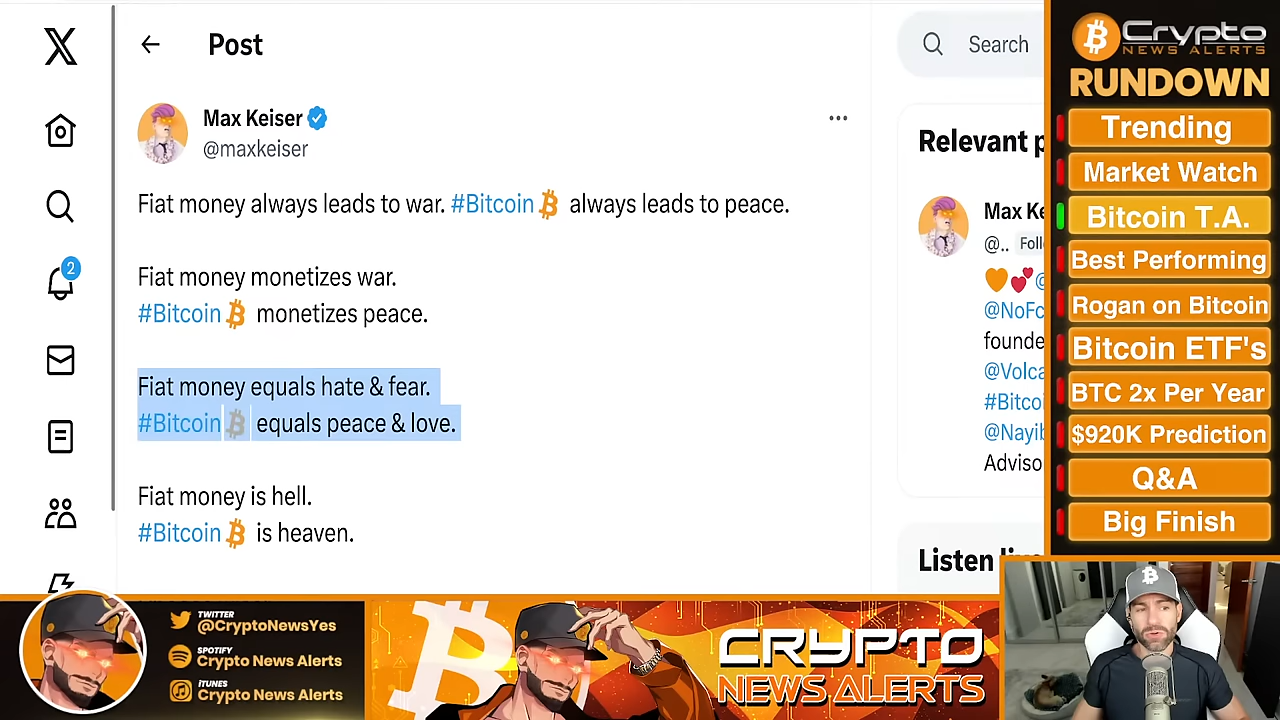 Post
Search
Max Keiser
@maxkeiser
Fiat money always leads to war. #Bitcoin always leads to peace.
Fiat money monetizes war.
#Bitcoin monetizes peace.
Fiat money equals hate & fear.
#Bitcoin equals peace & love.
Fiat money is hell.
#Bitcoin is heaven.
2
Relevant p
Max Ke
@..
Foll
@NoFc
founde
@Volca
#Bitcoi
@Nayib
Adviso
Listen
Crypto
NEWS ALERTS
RUNDOWN
Trending
Market Watch
Bitcoin T.A.
Best Performing
Rogan on Bitcoin
Bitcoin ETF's
BTC 2x Per Year
$920K Prediction
Q&A
Big Finish
TWITTER
@CryptoNewsYes
SPOTIFY
Crypto News Alerts
iTUNES
Crypto News Alerts
CRYPTO
NEWS ALERTS